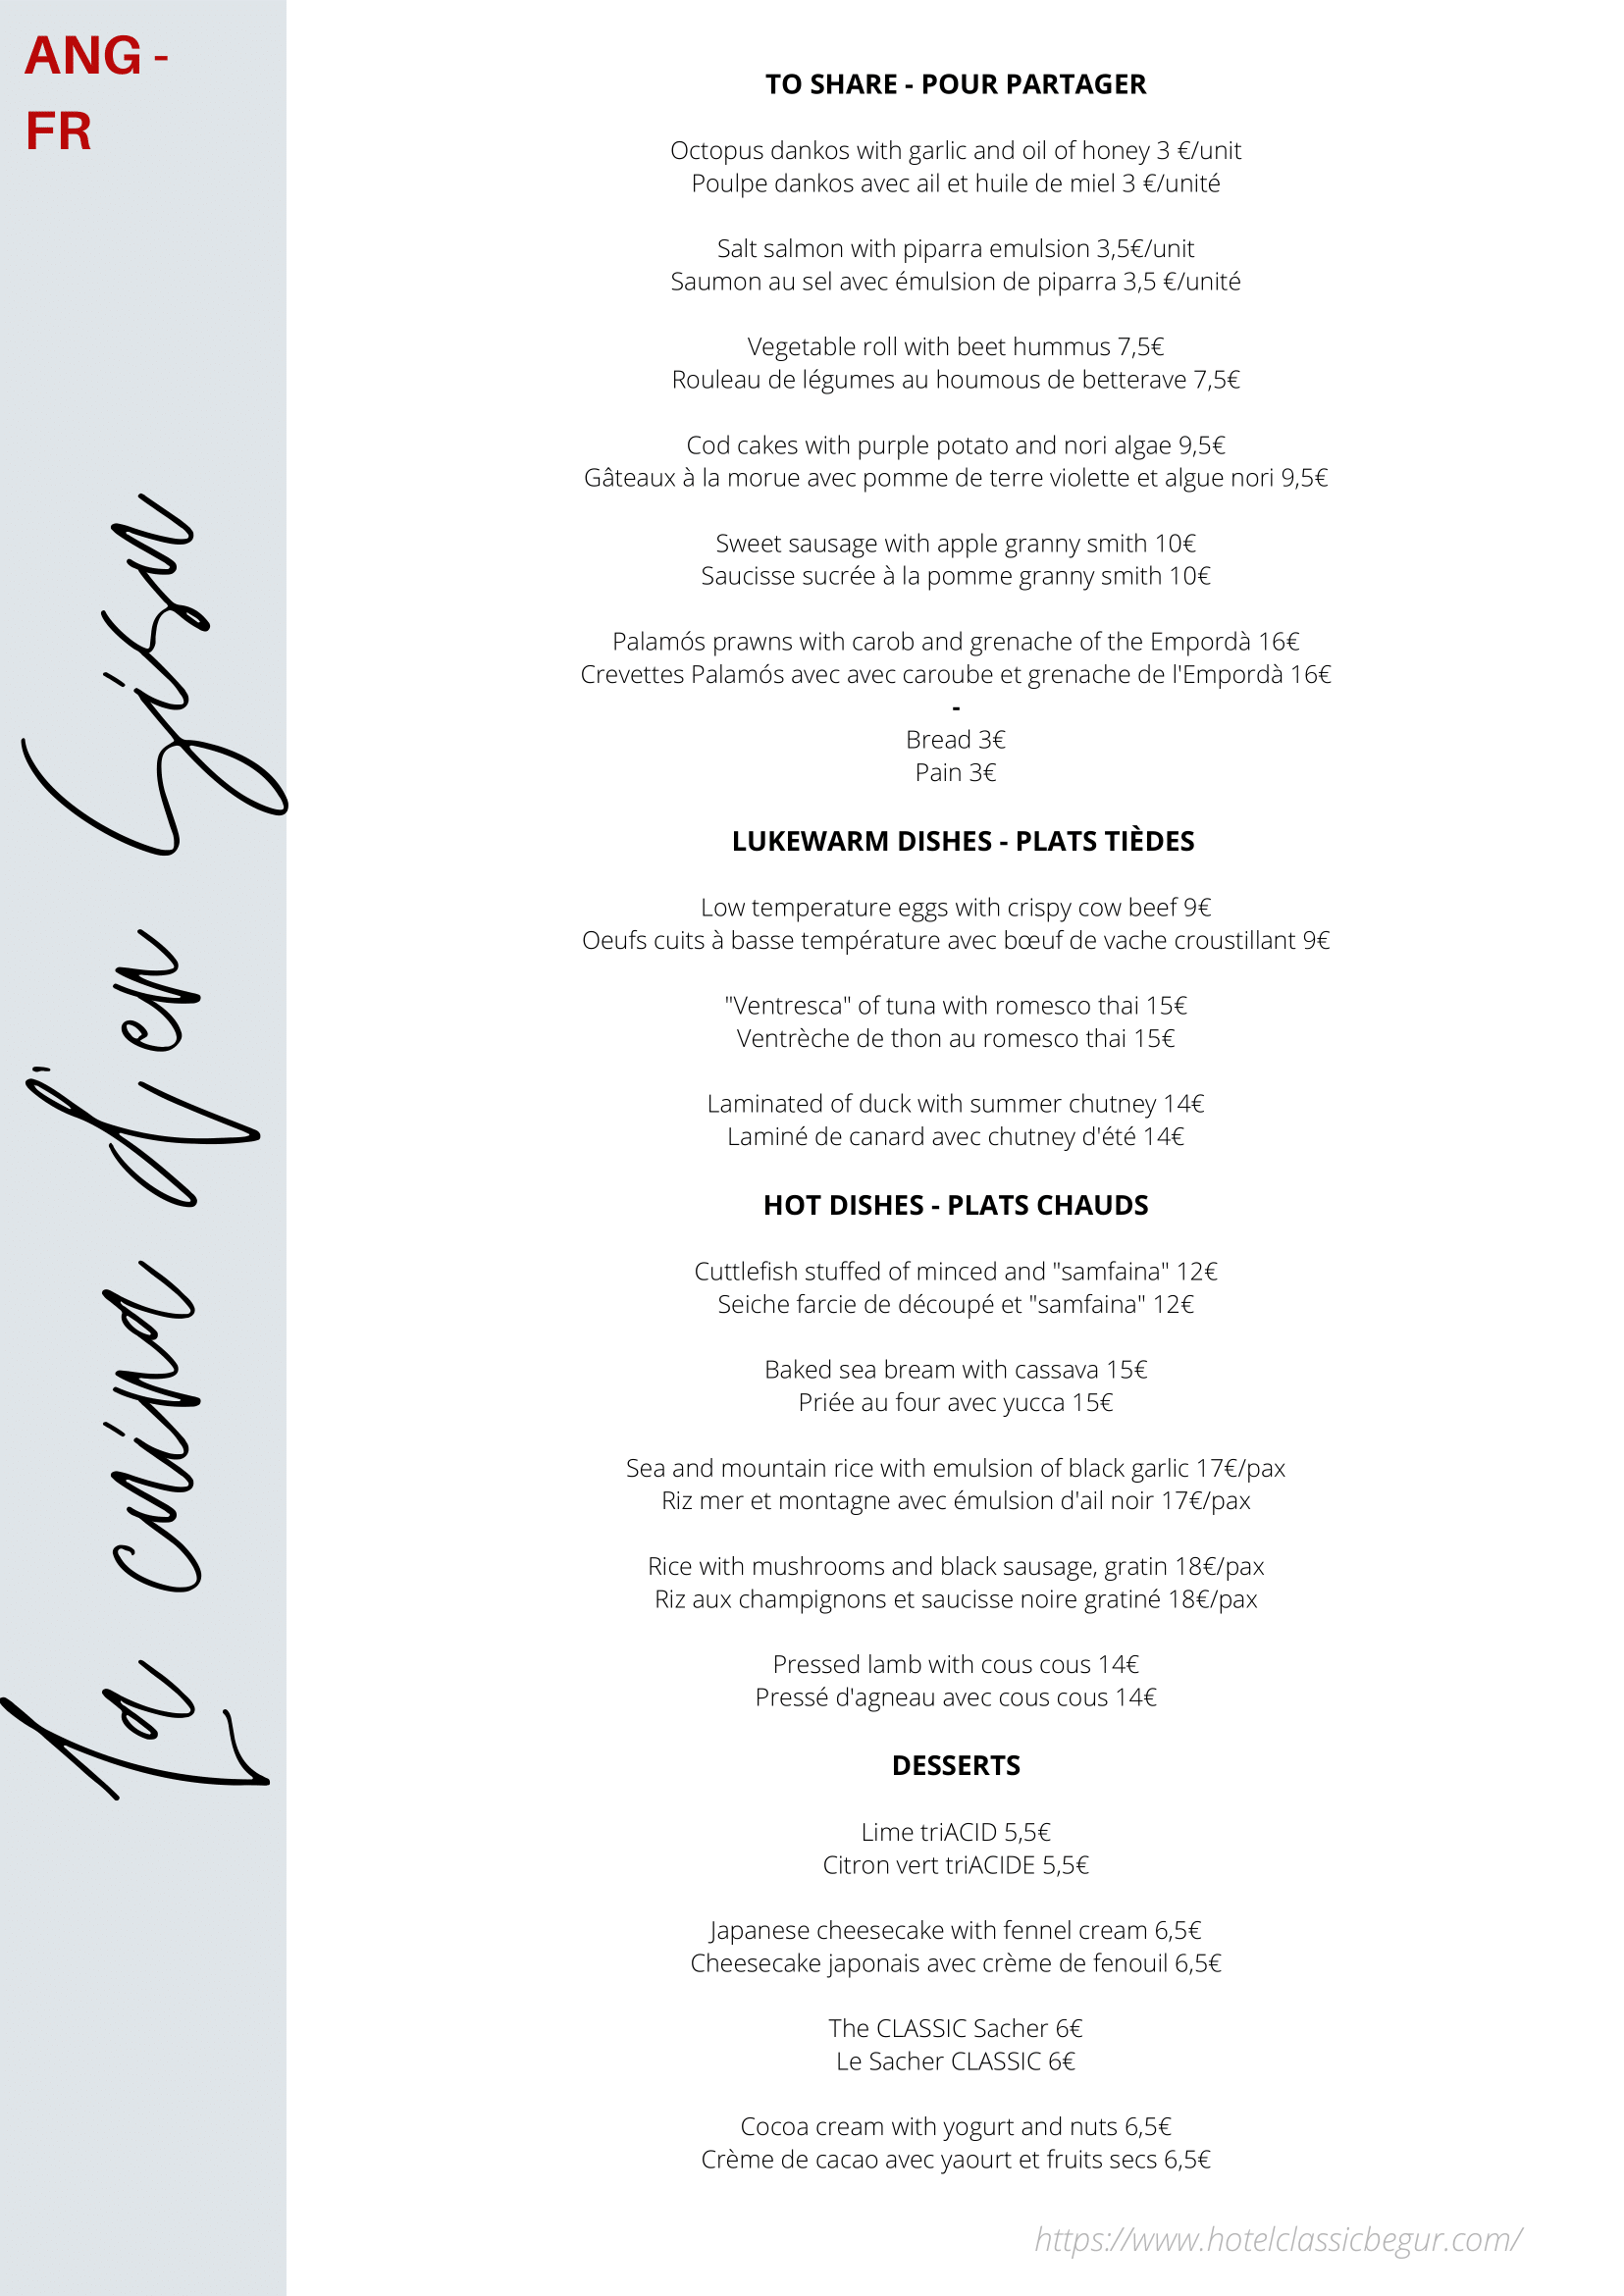 ANG -
FR
La cuina d'en Sisu
TO SHARE - POUR PARTAGER
Octopus dankos with garlic and oil of honey 3 €/unit
Poulpe dankos avec ail et huile de miel 3 €/unité
Salt salmon with piparra emulsion 3,5€/unit
Saumon au sel avec émulsion de piparra 3,5 €/unité
Vegetable roll with beet hummus 7,5€
Rouleau de légumes au houmous de betterave 7,5€
Cod cakes with purple potato and nori algae 9,5€
Gâteaux à la morue avec pomme de terre violette et algue nori 9,5€
Sweet sausage with apple granny smith 10€
Saucisse sucrée à la pomme granny smith 10€
Palamós prawns with carob and grenache of the Empordà 16€
Crevettes Palamós avec avec caroube et grenache de l'Empordà 16€
-
Bread 3€
Pain 3€
LUKEWARM DISHES - PLATS TIÈDES
Low temperature eggs with crispy cow beef 9€
Oeufs cuits à basse température avec bœuf de vache croustillant 9€
"Ventresca" of tuna with romesco thai 15€
Ventrèche de thon au romesco thai 15€
Laminated of duck with summer chutney 14€
Laminé de canard avec chutney d'été 14€
HOT DISHES - PLATS CHAUDS
Cuttlefish stuffed of minced and "samfaina" 12€
Seiche farcie de découpé et "samfaina" 12€
Baked sea bream with cassava 15€
Priée au four avec yucca 15€
Sea and mountain rice with emulsion of black garlic 17€/pax
Riz mer et montagne avec émulsion d'ail noir 17€/pax
Rice with mushrooms and black sausage, gratin 18€/pax
Riz aux champignons et saucisse noire gratiné 18€/pax
Pressed lamb with cous cous 14€
Pressé d'agneau avec cous cous 14€
DESSERTS
Lime triACID 5,5€
Citron vert triACIDE 5,5€
Japanese cheesecake with fennel cream 6,5€
Cheesecake japonais avec crème de fenouil 6,5€
The CLASSIC Sacher 6€
Le Sacher CLASSIC 6€
Cocoa cream with yogurt and nuts 6,5€
Crème de cacao avec yaourt et fruits secs 6,5€
https://www.hotelclassicbegur.com/